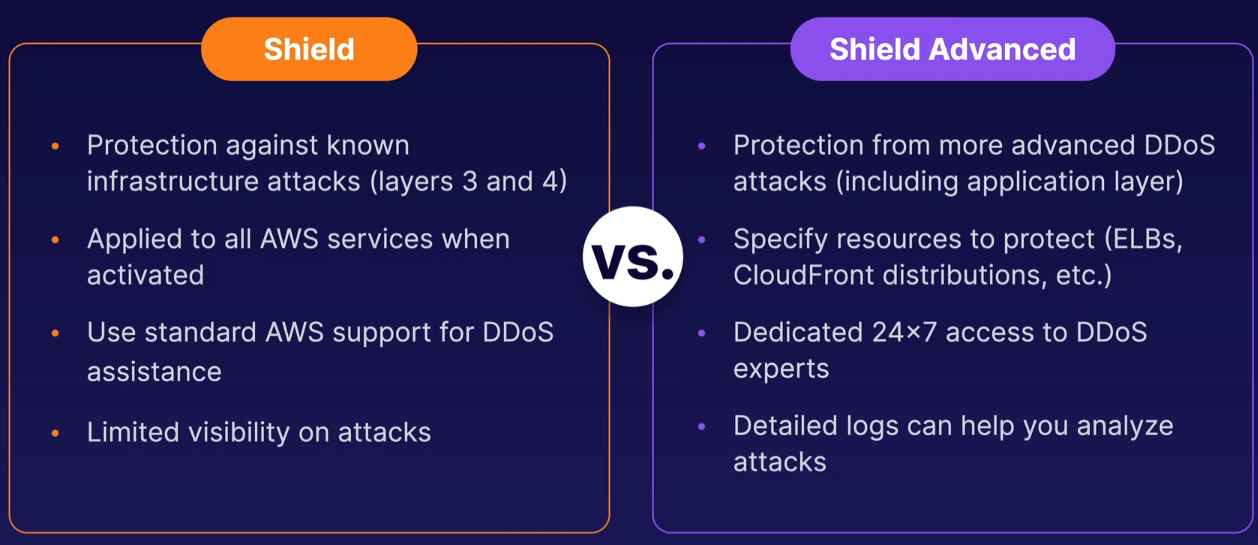 Shield
• Protection against known
infrastructure attacks (layers 3 and 4)
• Applied to all AWS services when
activated
• Use standard AWS support for DDoS
assistance
• Limited visibility on attacks
vs.
Shield Advanced
• Protection from more advanced DDoS
attacks (including application layer)
• Specify resources to protect (ELBs,
CloudFront distributions, etc.)
• Dedicated 24×7 access to DDoS
experts
• Detailed logs can help you analyze
attacks